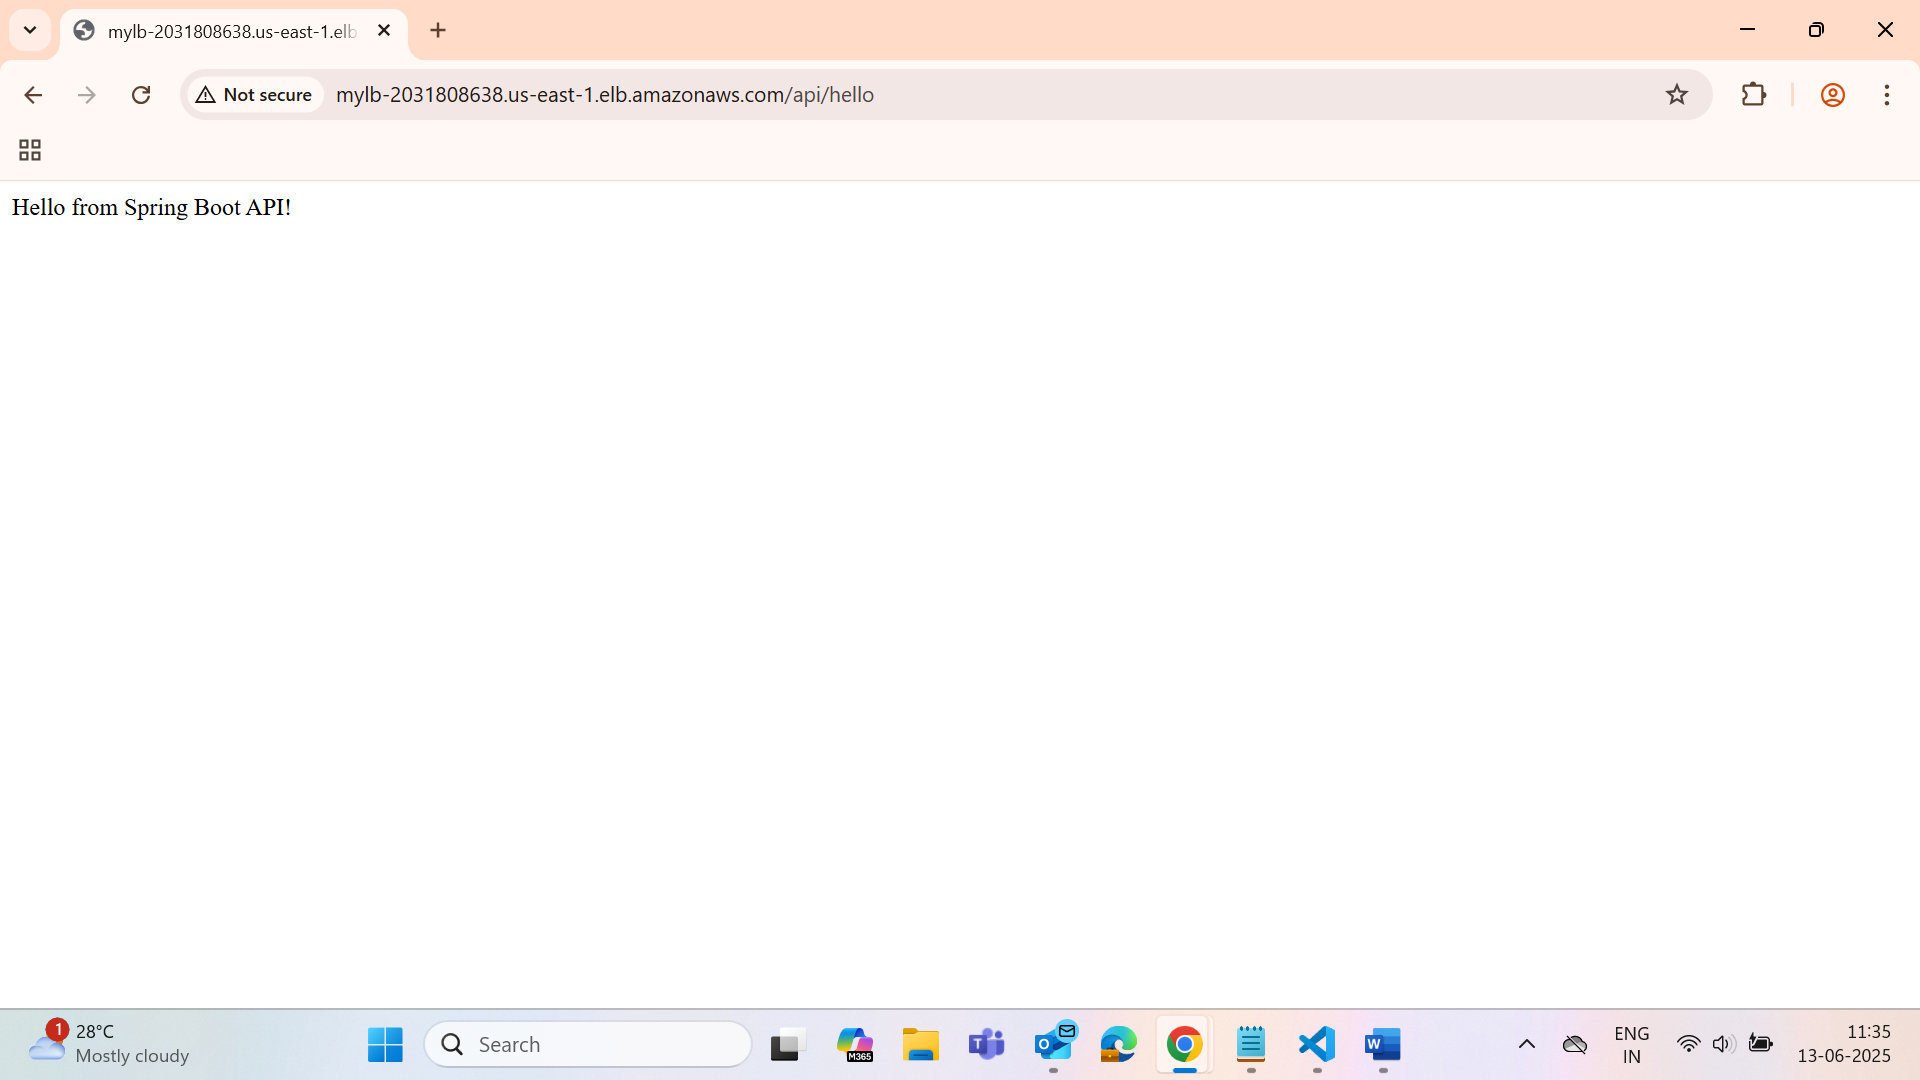 mylb-2031808638.us-east-1.elb
Not secure
mylb-2031808638.us-east-1.elb.amazonaws.com/api/hello
Hello from Spring Boot API!
1
28°C
Mostly cloudy
Search
M365
T
O
W
ENG
IN
11:35
13-06-2025